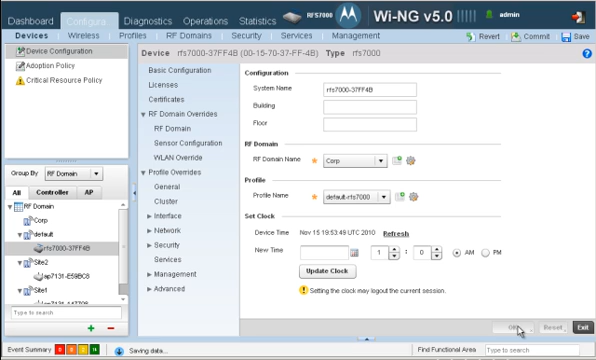 Dashboard Configura... Diagnostics Operations Statistics RFS7000 MOTOROLA Wi-NG v5.0 admin
Devices Wireless Profiles RF Domains Security Services Management Revert Commit Save
Device Configuration
Adoption Policy
Critical Resource Policy
Device rfs7000-37FF4B (00-15-70-37-FF-4B) Type rfs7000
Basic Configuration
Licenses
Certificates
RF Domain Overrides
RF Domain
Sensor Configuration
WLAN Override
Profile Overrides
General
Cluster
Interface
Network
Security
Services
Management
Advanced
Configuration
System Name rfs7000-37FF4B
Building
Floor
RF Domain
RF Domain Name Corp
Profile
Profile Name default-rfs7000
Set Clock
Device Time Nov 15 19:53:49 UTC 2010 Refresh
New Time 1 : 0 AM PM
Update Clock
Setting the clock may logout the current session.
Group By RF Domain
All Controller AP
RF Domain
Corp
default
rfs7000-37FF4B
Site2
ap7131-E59BC8
Site1
Type to search
OK Reset Exit
Event Summary 0 0 2 Saving data... Find Functional Area Type to search